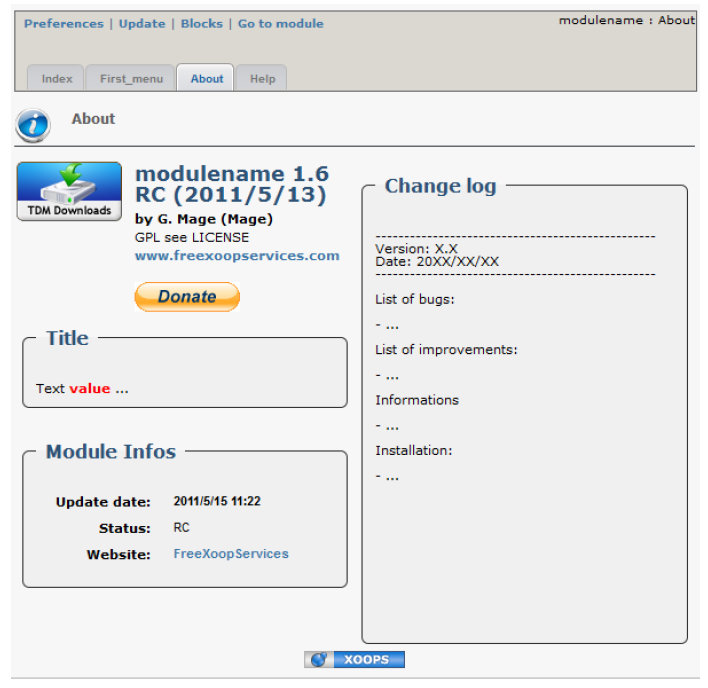 Preferences | Update | Blocks | Go to module
modulename : About
Index First_menu About Help
About
TDM Downloads
modulename 1.6
RC (2011/5/13)
by G. Mage (Mage)
GPL see LICENSE
www.freexoopservices.com
Donate
Title
Text value ...
Module Infos
Update date: 2011/5/15 11:22
Status: RC
Website: FreeXoopServices
Change log
--------------------------------------------------------
Version: X.X
Date: 20XX/XX/XX
--------------------------------------------------------
List of bugs:
- ...
List of improvements:
- ...
Informations
- ...
Installation:
- ...
XOOPS